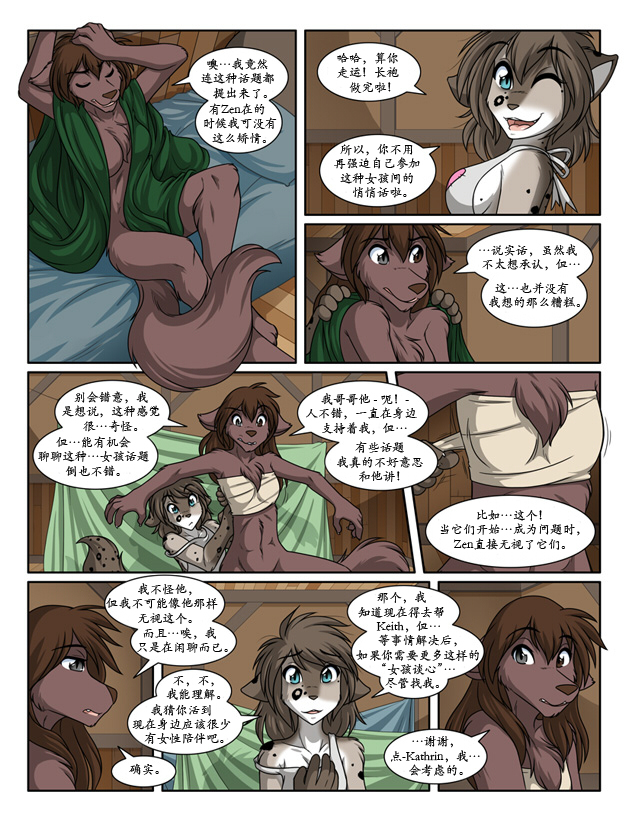 噢…我竟然
连这种话题都
提出来了。
有Zen在的
时候我可没有
这么矫情。
哈哈，算你
走运！长袍
做完啦！
所以，你不用
再强迫自己参加
这种女孩间的
悄悄话啦。
…说实话，虽然我
不太想承认，但…
这…也并没有
我想的那么糟糕。
别会错意，我
是想说，这种感觉
很…奇怪。
但…能有机会
聊聊这种…女孩话题
倒也不错。
我哥哥他-呃！-
人不错，一直在身边
支持着我，但…
有些话题
我真的不好意思
和他讲！
比如…这个！
当它们开始…成为问题时，
Zen直接无视了它们。
我不怪他，
但我不可能像他那样
无视这个。
而且…唉，我
只是在闲聊而已。
不，不，
我能理解。
我猜你活到
现在身边应该很少
有女性陪伴吧。
确实。
那个，我
知道现在得去帮
Keith，但…
等事情解决后，
如果你需要更多这样的
“女孩谈心”…
尽管找我。
…谢谢，
点-Kathrin，我…
会考虑的。